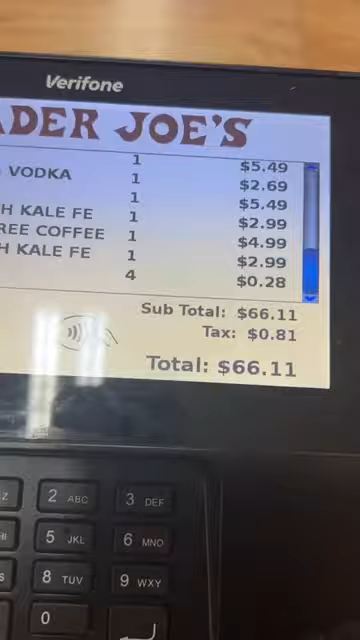 Verifone
ADER JOE'S
1 $5.49
VODKA 1 $2.69
1 $5.49
H KALE FE 1 $2.99
REE COFFEE 1 $4.99
H KALE FE 1 $2.99
4 $0.28
Sub Total: $66.11
Tax: $0.81
Total: $66.11
Z 2 ABC 3 DEF
HI 5 JKL 6 MNO
S 8 TUV 9 WXY
0